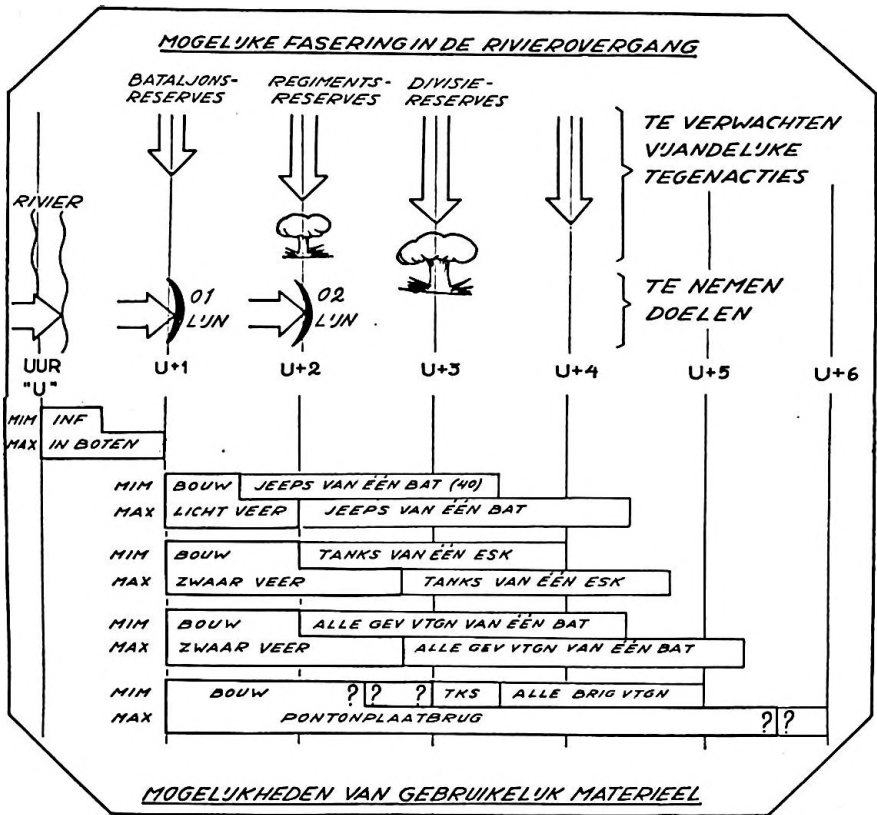 MOGELIJKE FASERING IN DE RIVIEROVERGANG
BATALJONS-
RESERVES
REGIMENTS-
RESERVES
DIVISIE-
RESERVES
TE VERWACHTEN
VIJANDELIJKE
TEGENACTIES
RIVIER
O1
LIJN
O2
LIJN
TE NEMEN
DOELEN
UUR
"U"
U+1
U+2
U+3
U+4
U+5
U+6
MIM INF
MAX IN BOTEN
MIM BOUW JEEPS VAN ÉÉN BAT (40)
MAX LICHT VEER JEEPS VAN ÉÉN BAT
MIM BOUW TANKS VAN ÉÉN ESK
MAX ZWAAR VEER TANKS VAN ÉÉN ESK
MIM BOUW ALLE GEV VTGN VAN ÉÉN BAT
MAX ZWAAR VEER ALLE GEV VTGN VAN ÉÉN BAT
MIM BOUW ? ? ? TKS ALLE BRIG VTGN
MAX PONTONPLAATBRUG ? ?
MOGELIJKHEDEN VAN GEBRUIKELIJK MATERIEEL